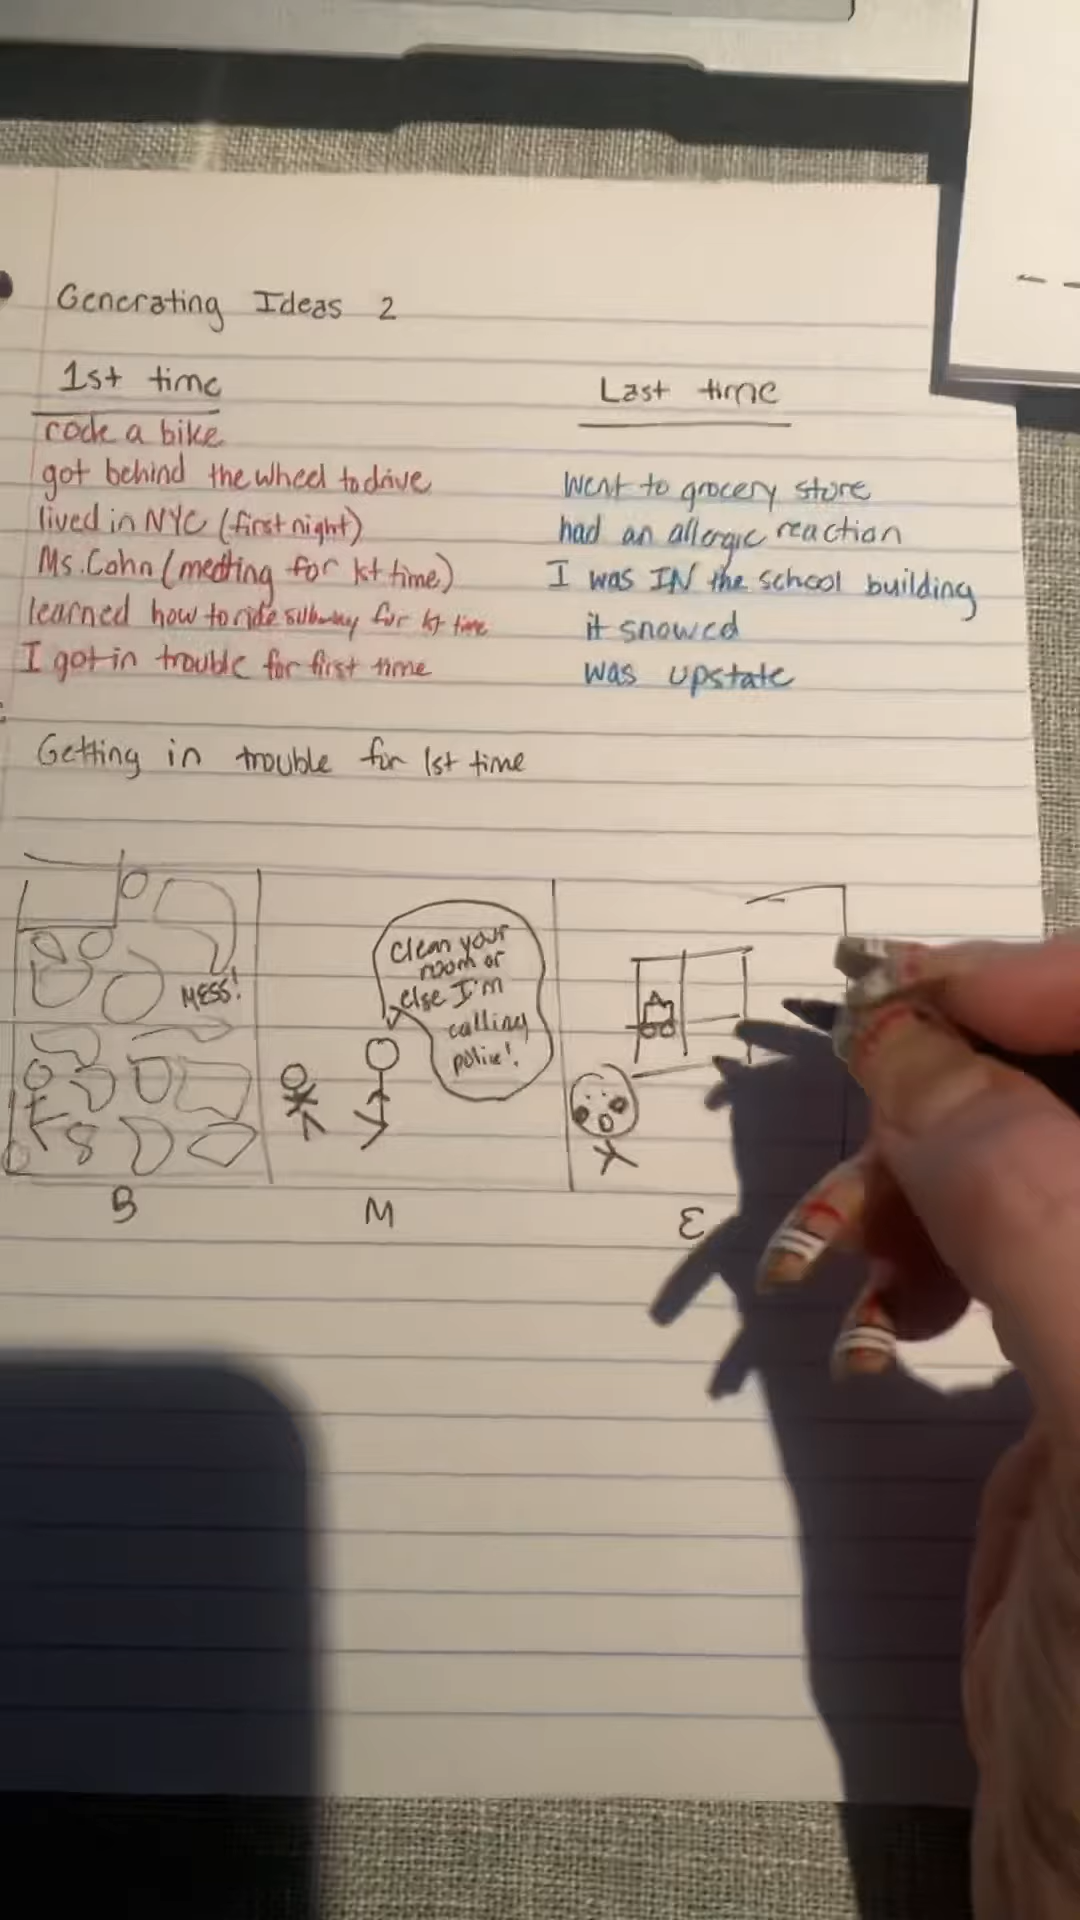 Generating Ideas 2
1st time
rode a bike
got behind the wheel to drive
lived in NYC (first night)
Ms. Cohn (meeting for 1st time)
learned how to ride subway for 1st time
I got in trouble for first time
Last time
Went to grocery store
had an allergic reaction
I was IN the school building
it snowed
was upstate
Getting in trouble for 1st time
MESS!
Clean your
room or
else I'm
calling
police!
B
M
E